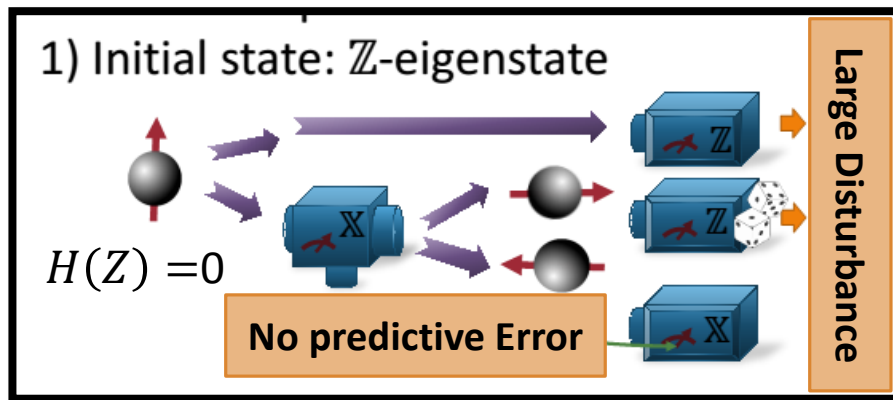 1) Initial state: ℤ-eigenstate
ℤ
𝕏
ℤ
H(Z) =0
No predictive Error
𝕏
Large Disturbance